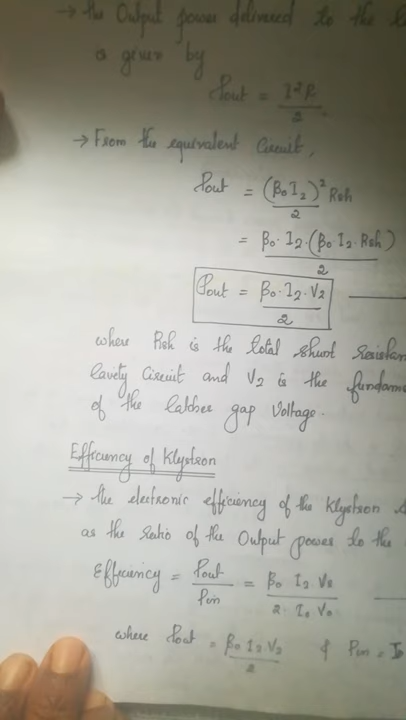 → the Output power delivered to the
is given by
Pout = I²R / 2
→ From the equivalent Circuit,
Pout = (β₀I₂)² Rsh / 2
= β₀·I₂·(β₀ I₂·Rsh) / 2
Pout = β₀·I₂·V₂ / 2
where Rsh is the total shunt
Cavity Circuit and V₂ is the
of the catcher gap Voltage.
Efficiency of Klystron
→ the electronic efficiency of the Klystron
as the ratio of the Output power to the
Efficiency = Pout / Pin = β₀ I₂ V₂ / 2 I₀ V₀
where Pout = β₀ I₂ V₂ / 2 & Pin =